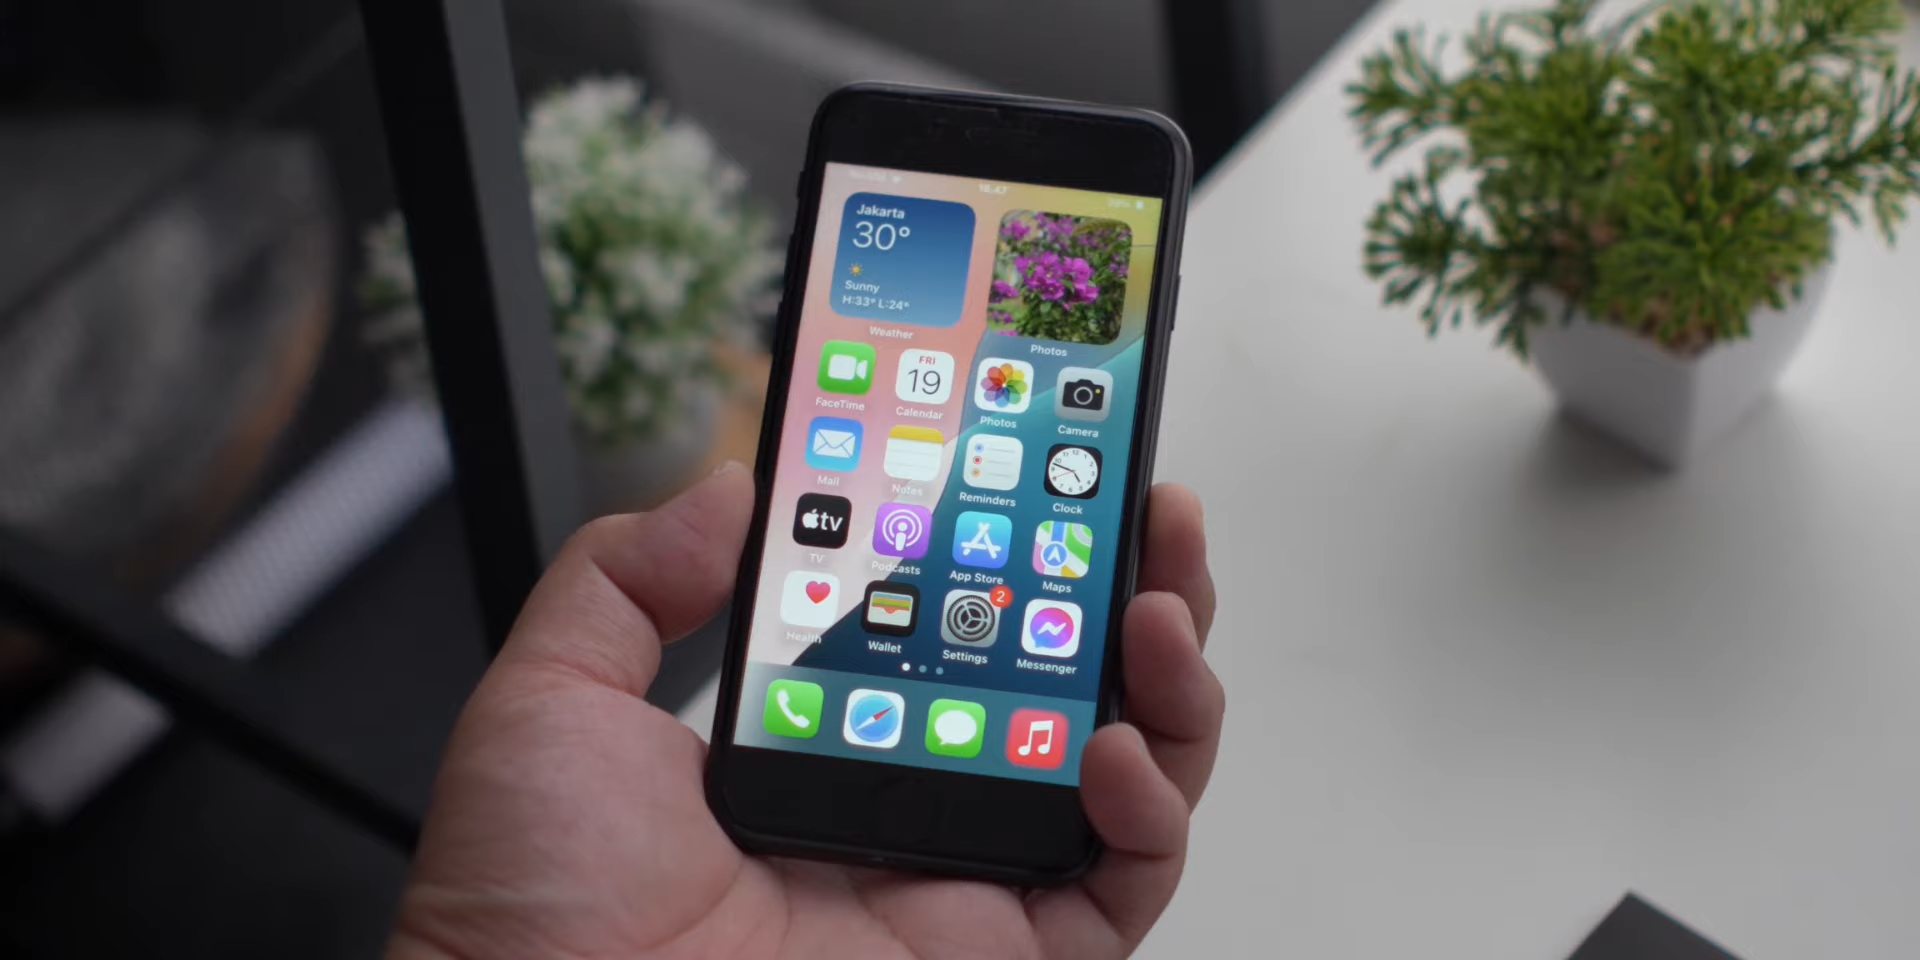 Jakarta
30°
Sunny
H:33° L:24°
Weather
Photos
FaceTime
FRI
19
Calendar
Photos
Camera
Mail
Notes
Reminders
Clock
tv
TV
Podcasts
App Store
Maps
Health
Wallet
2
Settings
Messenger